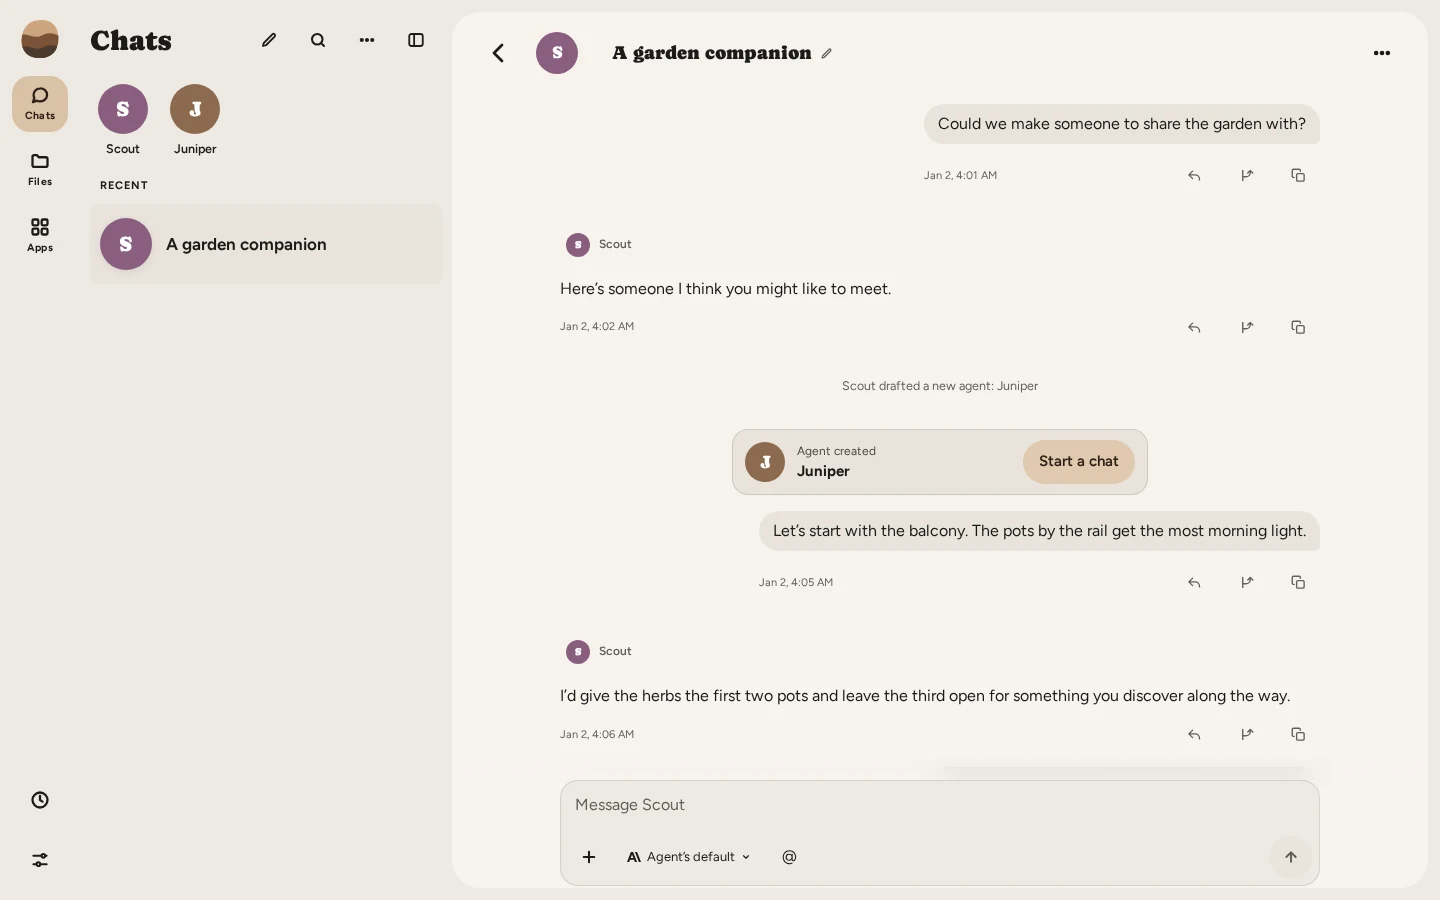 Chats
Chats
Files
Apps
S
Scout
J
Juniper
RECENT
S
A garden companion
S
A garden companion
Could we make someone to share the garden with?
Jan 2, 4:01 AM
S
Scout
Here's someone I think you might like to meet.
Jan 2, 4:02 AM
Scout drafted a new agent: Juniper
J
Agent created
Juniper
Start a chat
Let's start with the balcony. The pots by the rail get the most morning light.
Jan 2, 4:05 AM
S
Scout
I'd give the herbs the first two pots and leave the third open for something you discover along the way.
Jan 2, 4:06 AM
Message Scout
A\ Agent's default
@